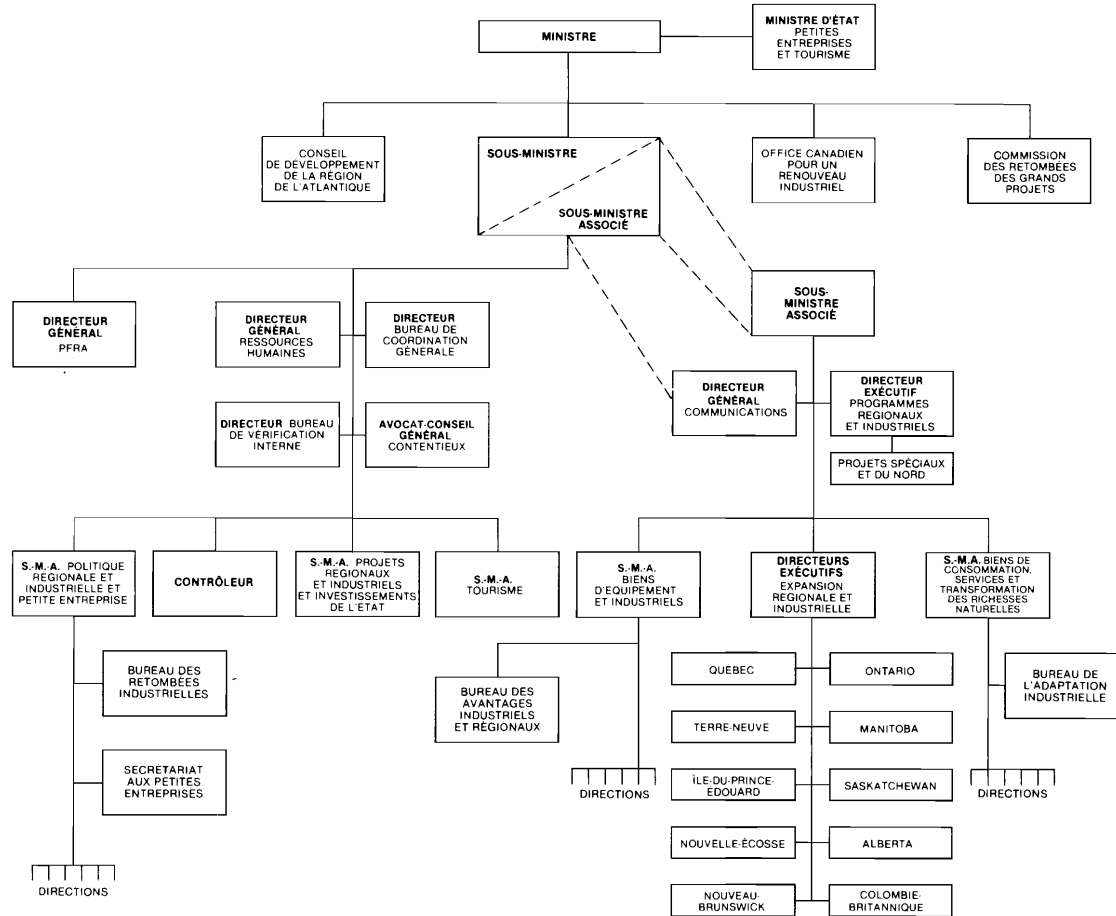 MINISTRE
MINISTRE D'ÉTAT
PETITES
ENTREPRISES
ET TOURISME
CONSEIL
DE DÉVELOPPEMENT
DE LA RÉGION
DE L'ATLANTIQUE
SOUS-MINISTRE
SOUS-MINISTRE
ASSOCIÉ
OFFICE CANADIEN
POUR UN
RENOUVEAU
INDUSTRIEL
COMMISSION
DES RETOMBÉES
DES GRANDS
PROJETS
SOUS-
MINISTRE
ASSOCIÉ
DIRECTEUR
GÉNÉRAL
PFRA
DIRECTEUR
GÉNÉRAL
RESSOURCES
HUMAINES
DIRECTEUR
BUREAU DE
COORDINATION
GÉNÉRALE
DIRECTEUR
GÉNÉRAL
COMMUNICATIONS
DIRECTEUR
EXÉCUTIF
PROGRAMMES
REGIONAUX
ET INDUSTRIELS
DIRECTEUR BUREAU
DE VÉRIFICATION
INTERNE
AVOCAT-CONSEIL
GÉNÉRAL
CONTENTIEUX
PROJETS SPÉCIAUX
ET DU NORD
S.-M.-A. POLITIQUE
RÉGIONALE ET
INDUSTRIELLE ET
PETITE ENTREPRISE
CONTRÔLEUR
S.-M.-A. PROJETS
RÉGIONAUX
ET INDUSTRIELS
ET INVESTISSEMENTS
DE L'ÉTAT
S.-M.-A.
TOURISME
S.-M.-A.
BIENS
D'ÉQUIPEMENT
ET INDUSTRIELS
DIRECTEURS
EXÉCUTIFS
EXPANSION
REGIONALE ET
INDUSTRIELLE
S.-M.A. BIENS DE
CONSOMMATION,
SERVICES ET
TRANSFORMATION
DES RICHESSES
NATURELLES
BUREAU DES
RETOMBÉES
INDUSTRIELLES
SECRÉTARIAT
AUX PETITES
ENTREPRISES
DIRECTIONS
BUREAU DES
AVANTAGES
INDUSTRIELS
ET RÉGIONAUX
DIRECTIONS
QUÉBEC
ONTARIO
TERRE-NEUVE
MANITOBA
ÎLE-DU-PRINCE-
ÉDOUARD
SASKATCHEWAN
NOUVELLE-ÉCOSSE
ALBERTA
NOUVEAU-
BRUNSWICK
COLOMBIE-
BRITANNIQUE
BUREAU DE
L'ADAPTATION
INDUSTRIELLE
DIRECTIONS